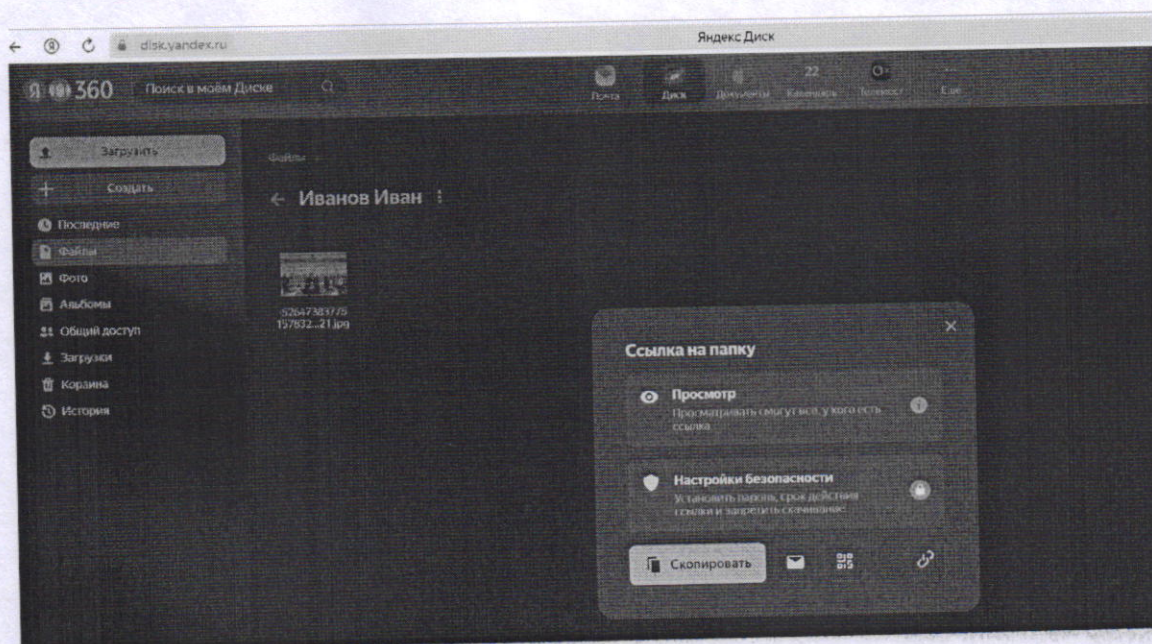 disk.yandex.ru
Яндекс Диск
Я 360
Поиск в моём Диске
Почта
Диск
Документы
22
Календарь
Телемост
Ещё
Загрузить
Создать
Последние
Файлы
Фото
Альбомы
Общий доступ
Загрузки
Корзина
История
Файлы
Иванов Иван
-52647383775
157832...21.jpg
Ссылка на папку
Просмотр
Просматривать смогут все, у кого есть
ссылка
Настройки безопасности
Установить пароль, срок действия
ссылки и запретить скачивание
Скопировать